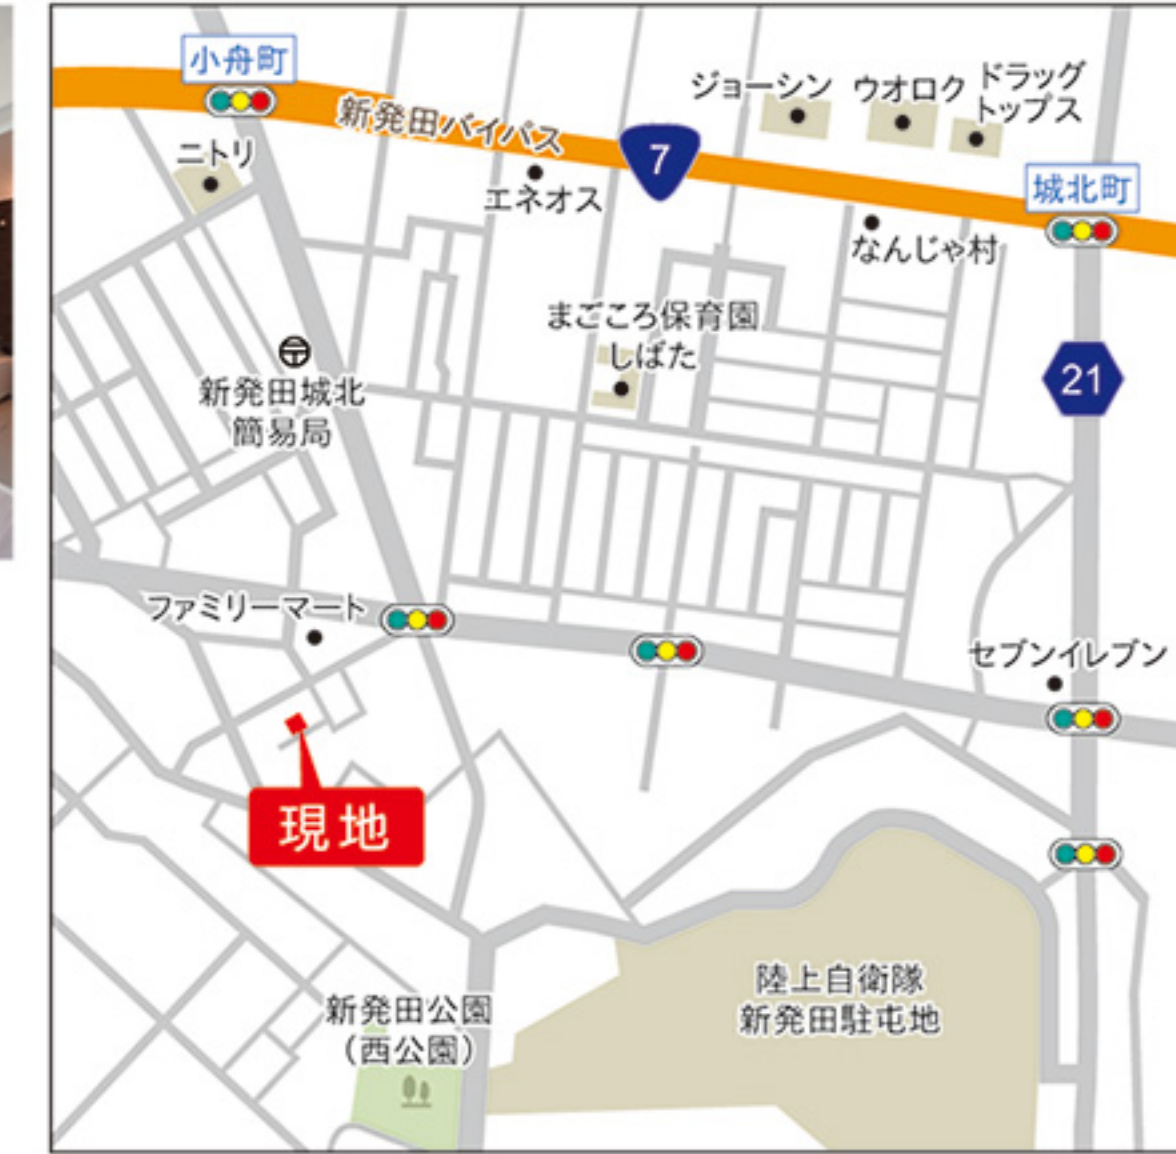 小舟町
新発田バイパス
7
ジョーシン
ウオロク
ドラッグ
トップス
ニトリ
エネオス
城北町
なんじゃ村
まごころ保育園
しばた
21
新発田城北
簡易局
ファミリーマート
セブンイレブン
現地
陸上自衛隊
新発田駐屯地
新発田公園
（西公園）